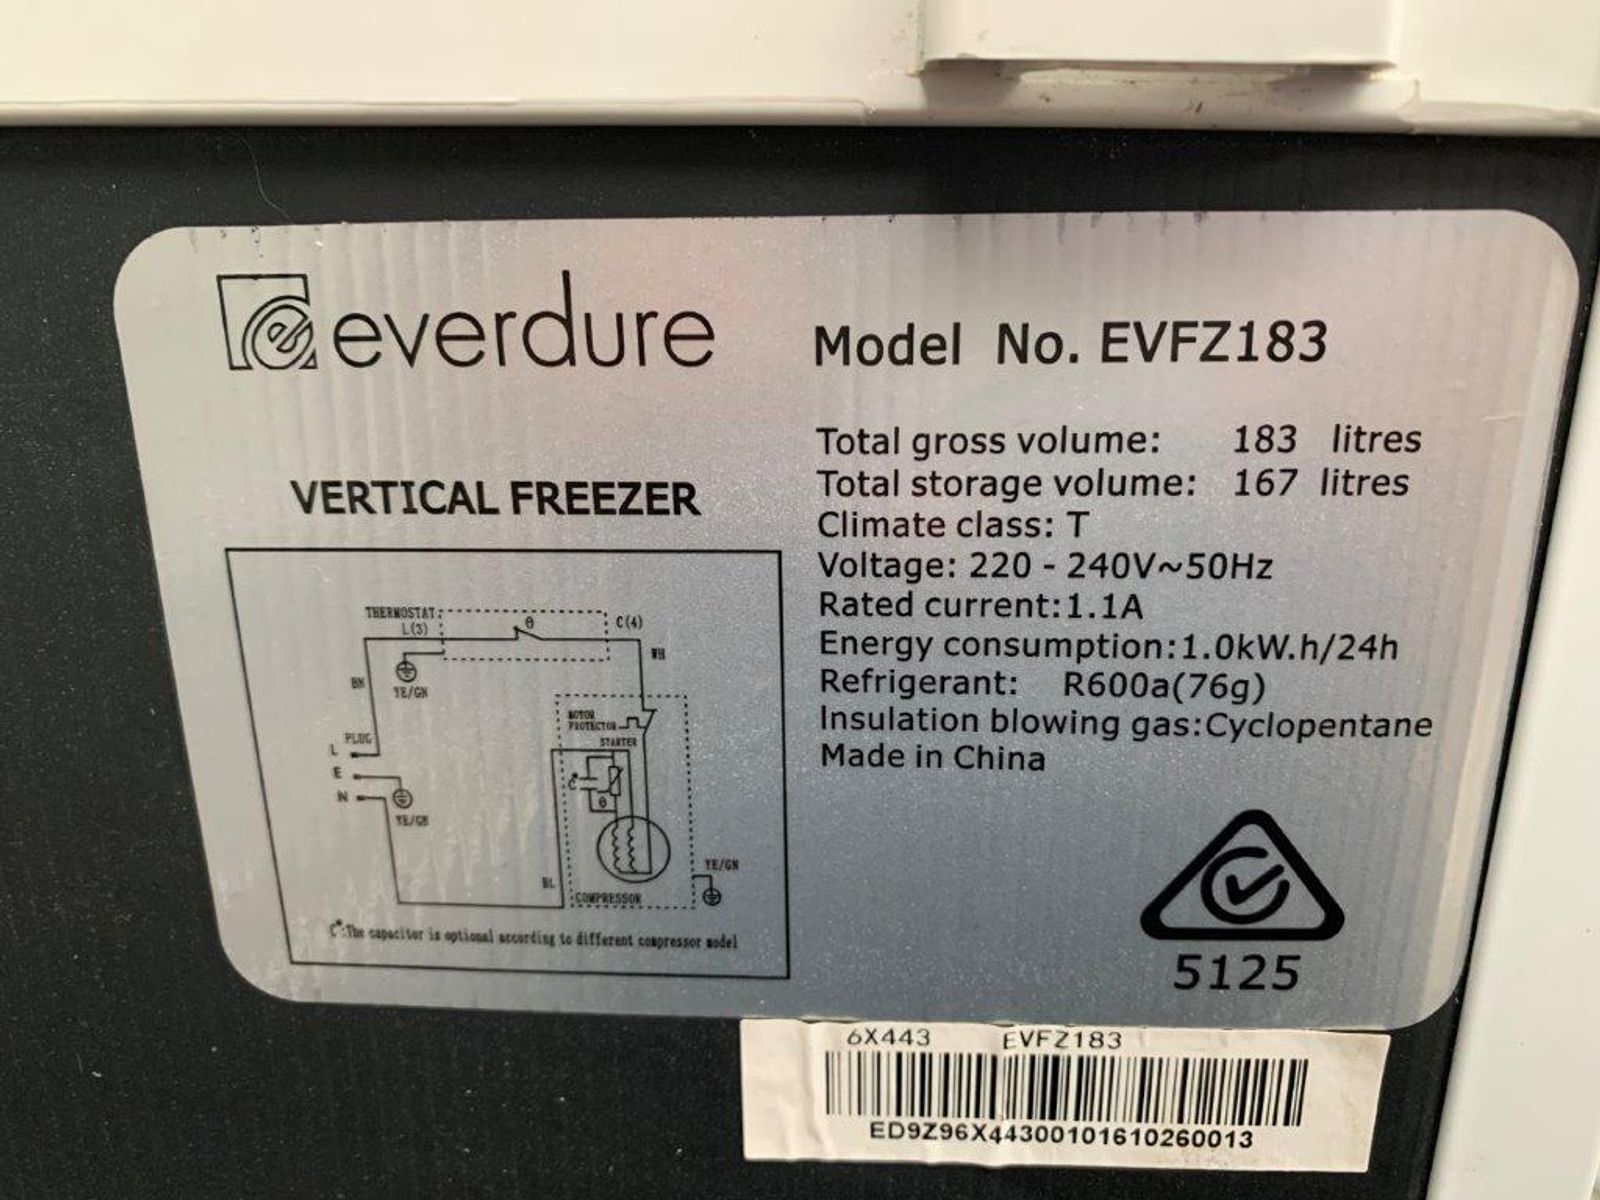 everdure
Model No. EVFZ183
VERTICAL FREEZER
Total gross volume: 183 litres
Total storage volume: 167 litres
Climate class: T
Voltage: 220 - 240V~50Hz
Rated current:1.1A
Energy consumption:1.0kW.h/24h
Refrigerant: R600a(76g)
Insulation blowing gas:Cyclopentane
Made in China
THERMOSTAT:
L(3)
θ
C(4)
WH
BN
YE/GN
MOTOR
PROTECTOR
STARTER
PLUG
L
E
N
C*
θ
YE/GN
BL
COMPRESSOR
YE/GN
C*:The capacitor is optional according to different compressor model
5125
6X443 EVFZ183
ED9Z96X44300101610260013